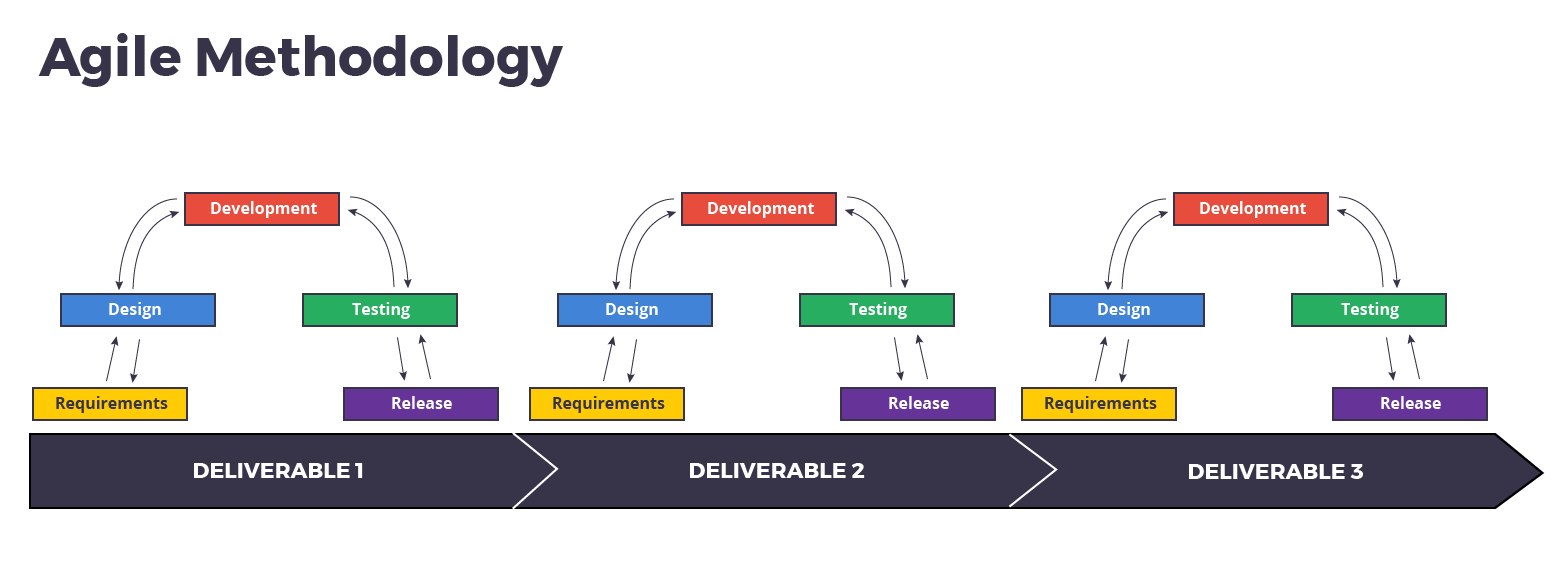 Agile Methodology
Development
Design
Testing
Requirements
Release
Development
Design
Testing
Requirements
Release
Development
Design
Testing
Requirements
Release
DELIVERABLE 1
DELIVERABLE 2
DELIVERABLE 3